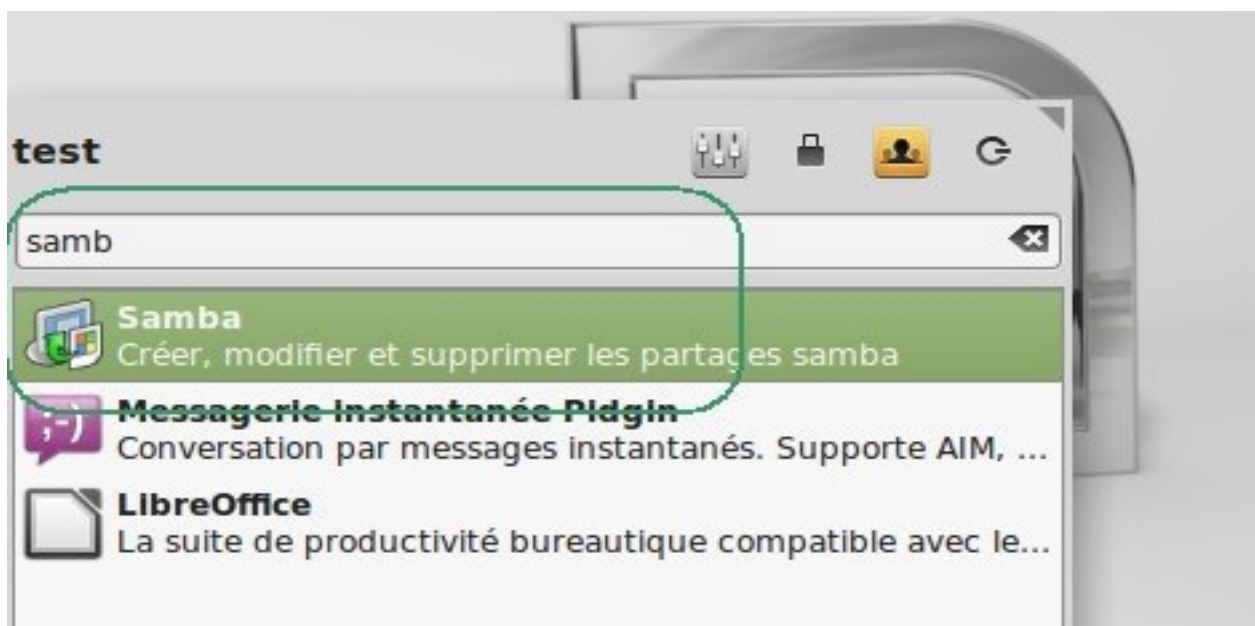 test
samb
Samba
Créer, modifier et supprimer les partages samba
Messagerie instantanée Pidgin
Conversation par messages instantanés. Supporte AIM, ...
LibreOffice
La suite de productivité bureautique compatible avec le...